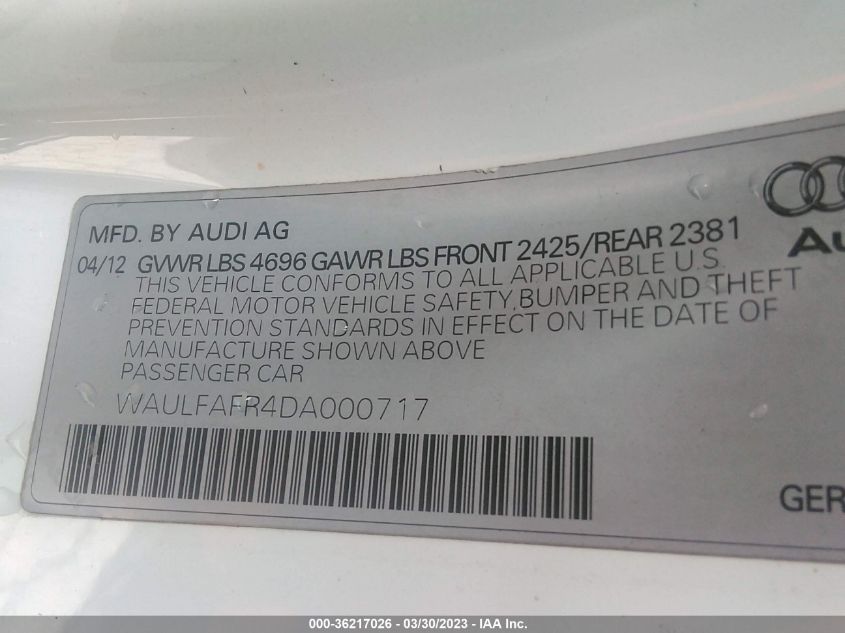 MFD. BY AUDI AG
04/12 GVWR LBS 4696 GAWR LBS FRONT 2425/REAR 2381
THIS VEHICLE CONFORMS TO ALL APPLICABLE U.S.
FEDERAL MOTOR VEHICLE SAFETY, BUMPER AND THEFT
PREVENTION STANDARDS IN EFFECT ON THE DATE OF
MANUFACTURE SHOWN ABOVE
PASSENGER CAR
WAULFAFR4DA000717
Au
GER
000-36217026 - 03/30/2023 - IAA Inc.